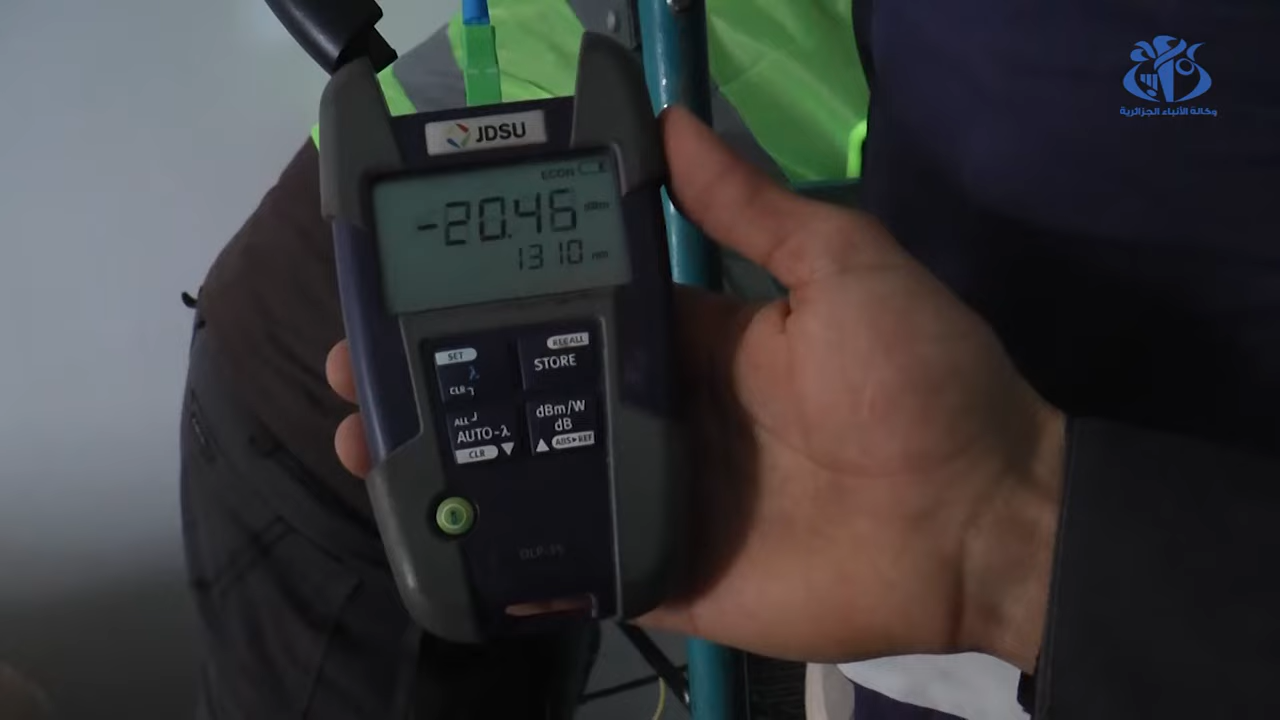 وكالة الأنباء الجزائرية
JDSU
ECON
-20.46 dBm
1310 nm
SET
λ
CLR
RECALL
STORE
ALL
AUTO-λ
CLR
dBm/W
dB
ABS▸REF